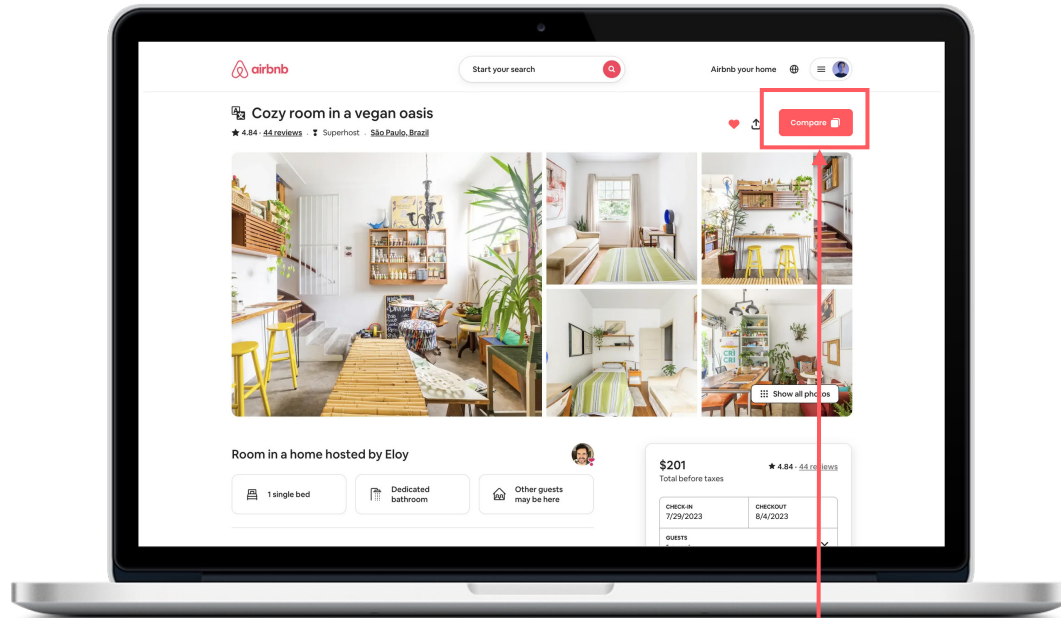 airbnb
Start your search
Airbnb your home
Cozy room in a vegan oasis
★ 4.84 · 44 reviews · Superhost · São Paulo, Brazil
Compare
CRÌ
CRI
Show all photos
Room in a home hosted by Eloy
1 single bed
Dedicated
bathroom
Other guests
may be here
$201
★ 4.84 · 44 reviews
Total before taxes
CHECK-IN
7/29/2023
CHECKOUT
8/4/2023
GUESTS